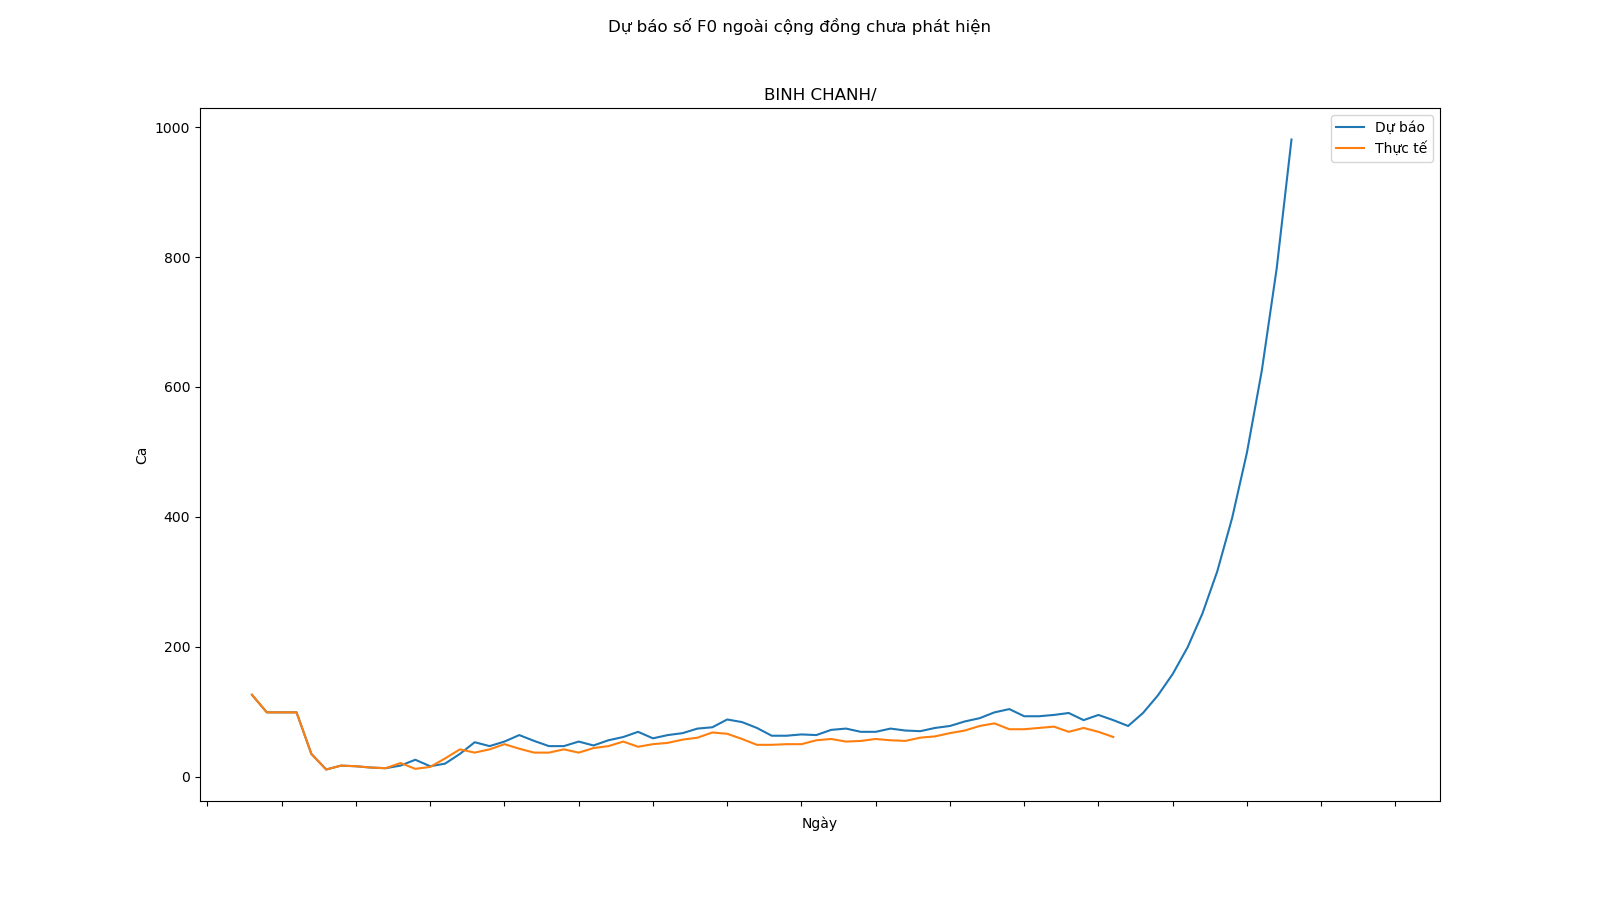 Dự báo số F0 ngoài cộng đồng chưa phát hiện
BINH CHANH/
1000
800
600
400
200
0
Ca
Ngày
Dự báo
Thực tế